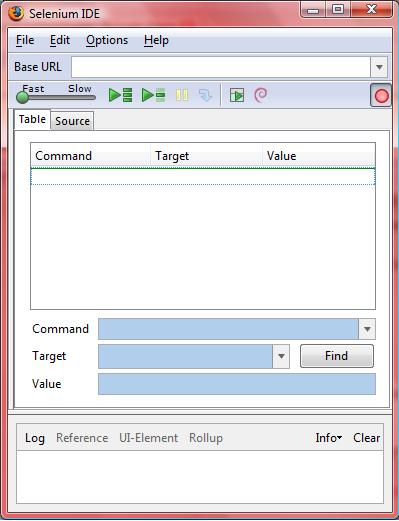 Selenium IDE
File Edit Options Help
Base URL
Fast Slow
Table Source
Command Target Value
Command
Target Find
Value
Log Reference UI-Element Rollup Info Clear